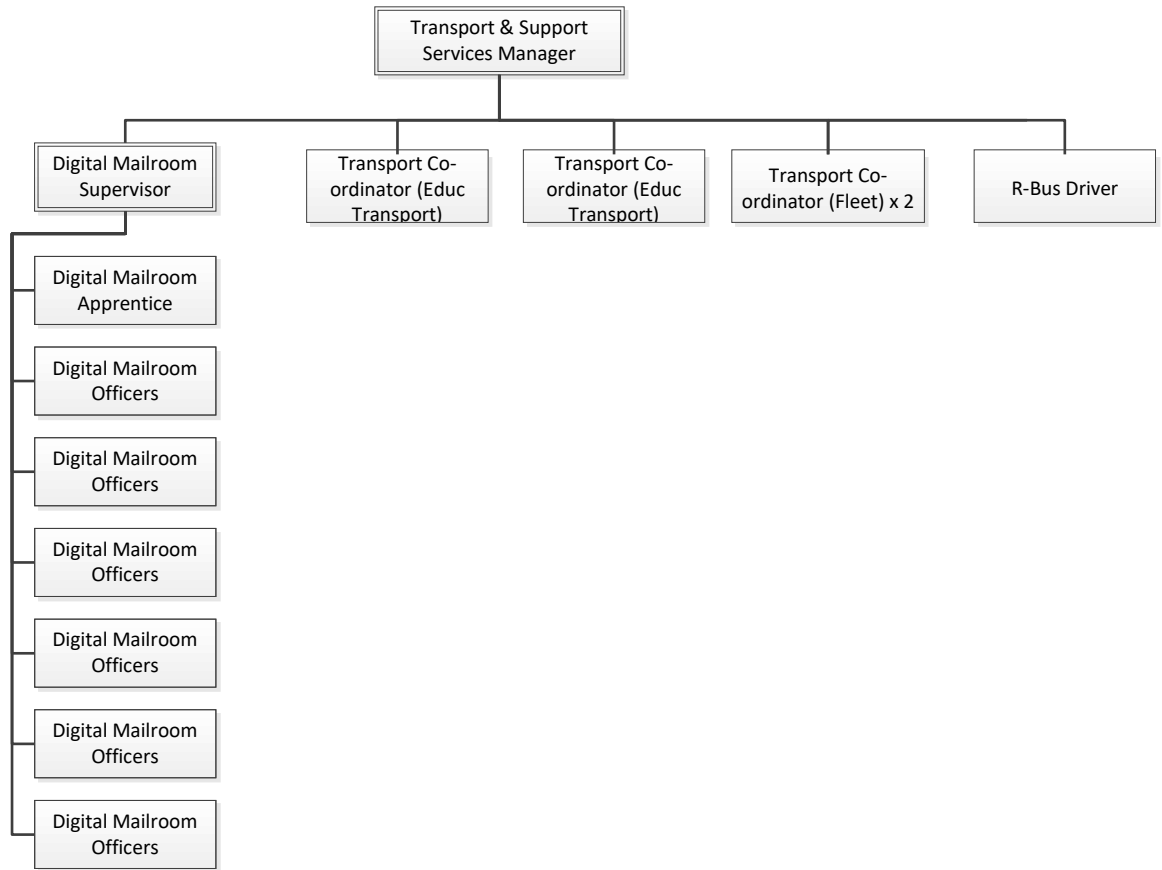 Transport & Support
Services Manager
Digital Mailroom
Supervisor
Transport Co-
ordinator (Educ
Transport)
Transport Co-
ordinator (Educ
Transport)
Transport Co-
ordinator (Fleet) x 2
R-Bus Driver
Digital Mailroom
Apprentice
Digital Mailroom
Officers
Digital Mailroom
Officers
Digital Mailroom
Officers
Digital Mailroom
Officers
Digital Mailroom
Officers
Digital Mailroom
Officers